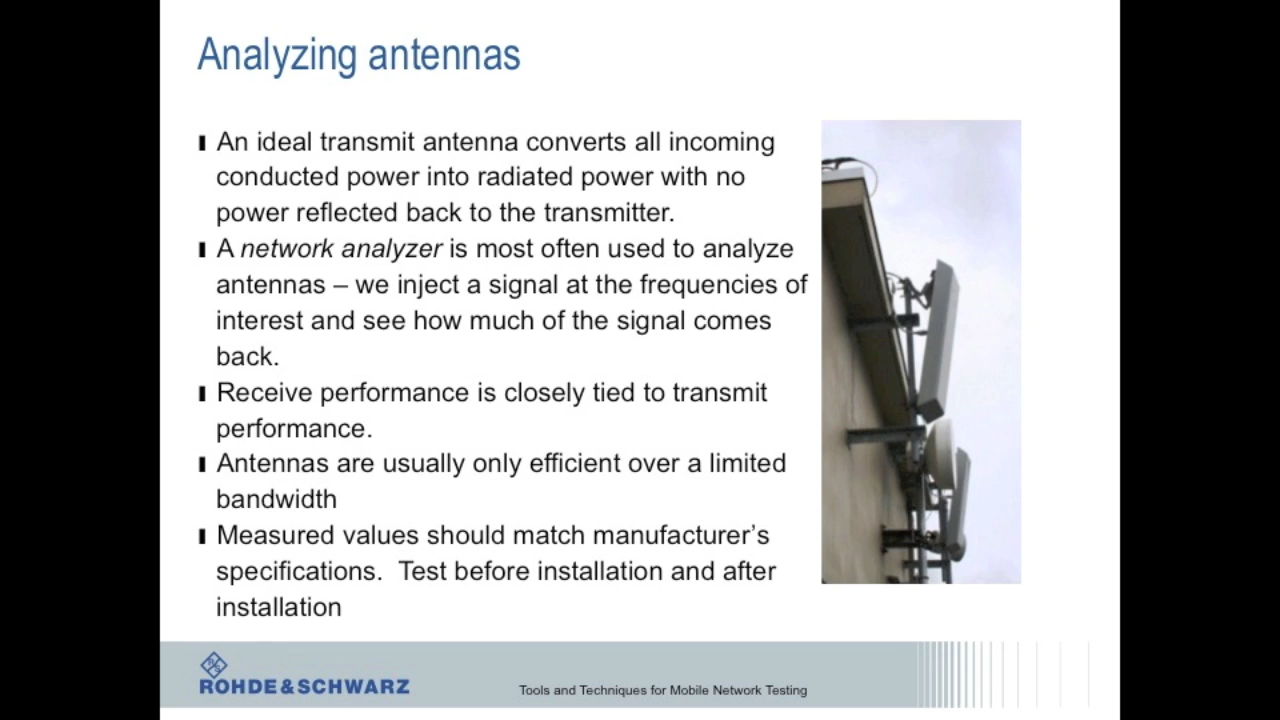 Analyzing antennas
An ideal transmit antenna converts all incoming
conducted power into radiated power with no
power reflected back to the transmitter.
A network analyzer is most often used to analyze
antennas – we inject a signal at the frequencies of
interest and see how much of the signal comes
back.
Receive performance is closely tied to transmit
performance.
Antennas are usually only efficient over a limited
bandwidth
Measured values should match manufacturer’s
specifications.  Test before installation and after
installation
R S
ROHDE&SCHWARZ
Tools and Techniques for Mobile Network Testing